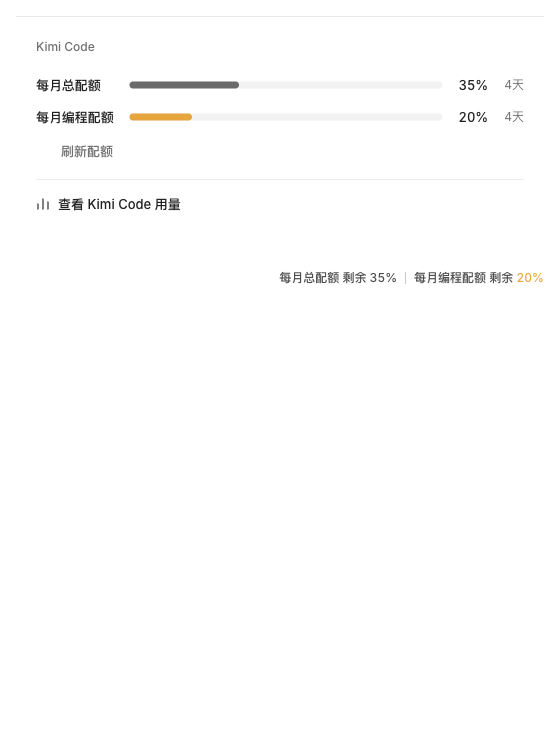 Kimi Code
每月总配额 35% 4天
每月编程配额 20% 4天
刷新配额
查看 Kimi Code 用量
每月总配额 剩余 35% | 每月编程配额 剩余 20%